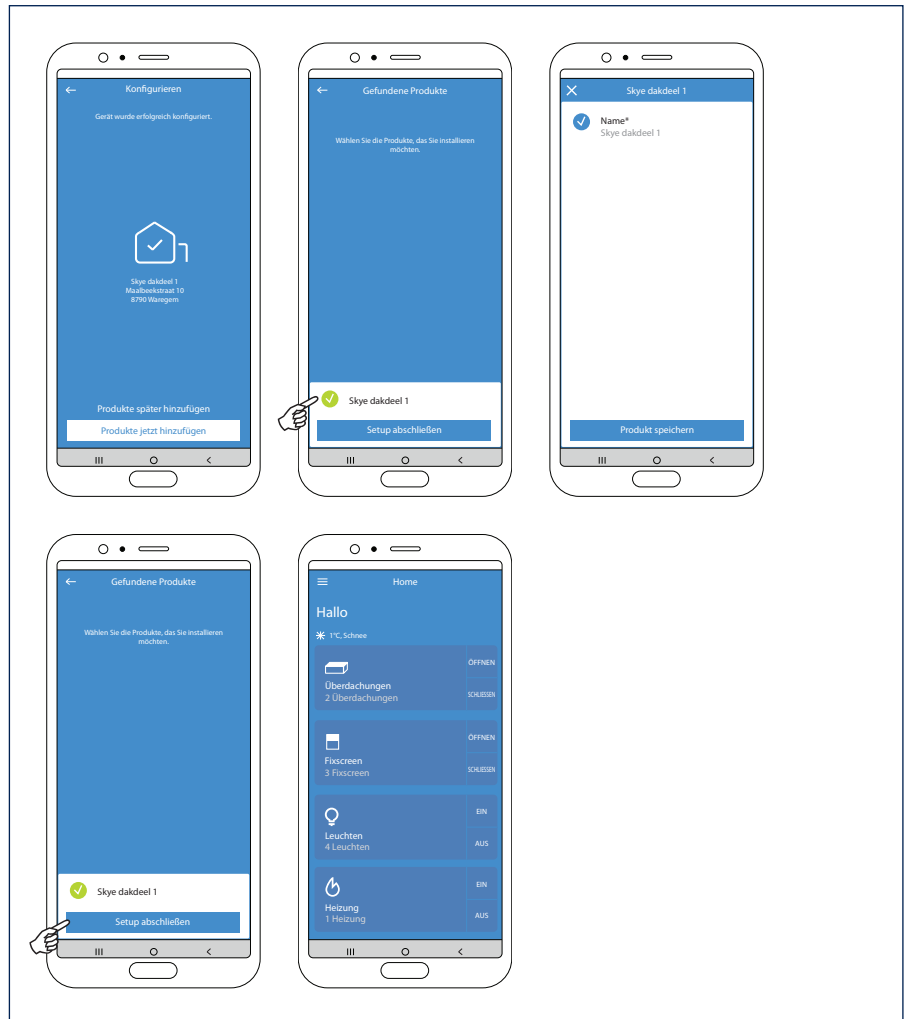 Konfigurieren
Gerät wurde erfolgreich konfiguriert.
Skye dakdeel 1
Maalbeekstraat 10
8790 Waregem
Produkte später hinzufügen
Produkte jetzt hinzufügen
Gefundene Produkte
Wählen Sie die Produkte, das Sie installieren
möchten.
Skye dakdeel 1
Setup abschließen
Skye dakdeel 1
Name*
Skye dakdeel 1
Produkt speichern
Gefundene Produkte
Wählen Sie die Produkte, das Sie installieren
möchten.
Skye dakdeel 1
Setup abschließen
Home
Hallo
1°C, Schnee
Überdachungen
2 Überdachungen
ÖFFNEN
SCHLIESSEN
Fixscreen
3 Fixscreen
ÖFFNEN
SCHLIESSEN
Leuchten
4 Leuchten
EIN
AUS
Heizung
1 Heizung
EIN
AUS